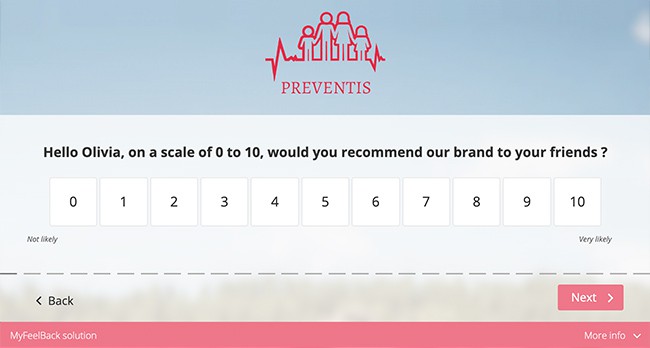 PREVENTIS
Hello Olivia, on a scale of 0 to 10, would you recommend our brand to your friends ?
0 1 2 3 4 5 6 7 8 9 10
Not likely Very likely
Back Next
MyFeelBack solution More info